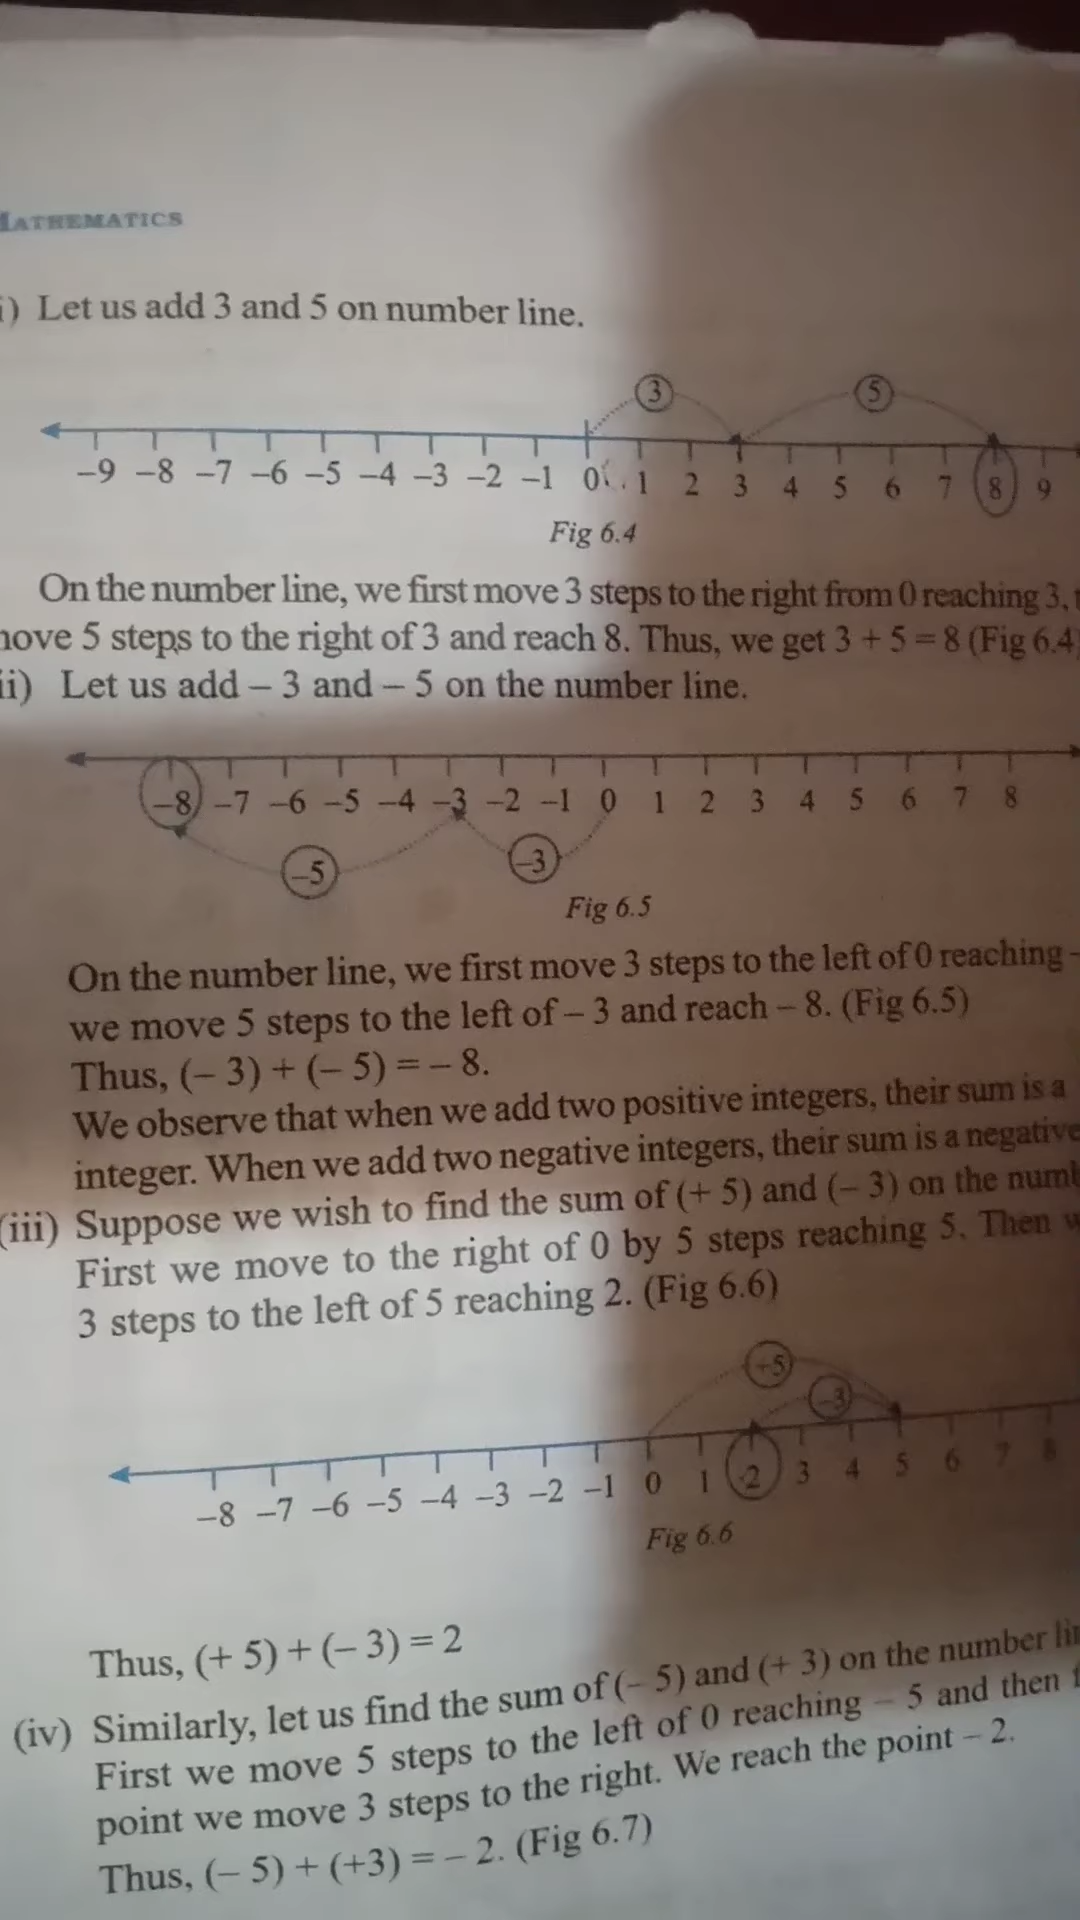 MATHEMATICS
i) Let us add 3 and 5 on number line.
3 5
–9 –8 –7 –6 –5 –4 –3 –2 –1 0 1 2 3 4 5 6 7 8 9
Fig 6.4
On the number line, we first move 3 steps to the right from 0 reaching 3,
move 5 steps to the right of 3 and reach 8. Thus, we get 3 + 5 = 8 (Fig 6.4)
ii) Let us add – 3 and – 5 on the number line.
–8 –7 –6 –5 –4 –3 –2 –1 0 1 2 3 4 5 6 7 8
–5 –3
Fig 6.5
On the number line, we first move 3 steps to the left of 0 reaching –
we move 5 steps to the left of – 3 and reach – 8. (Fig 6.5)
Thus, (– 3) + (– 5) = – 8.
We observe that when we add two positive integers, their sum is a
integer. When we add two negative integers, their sum is a negative
(iii) Suppose we wish to find the sum of (+ 5) and (– 3) on the numb
First we move to the right of 0 by 5 steps reaching 5. Then w
3 steps to the left of 5 reaching 2. (Fig 6.6)
+5
–3
–8 –7 –6 –5 –4 –3 –2 –1 0 1 2 3 4 5 6 7 8
Fig 6.6
Thus, (+ 5) + (– 3) = 2
(iv) Similarly, let us find the sum of (– 5) and (+ 3) on the number lin
First we move 5 steps to the left of 0 reaching – 5 and then f
point we move 3 steps to the right. We reach the point – 2.
Thus, (– 5) + (+3) = – 2. (Fig 6.7)